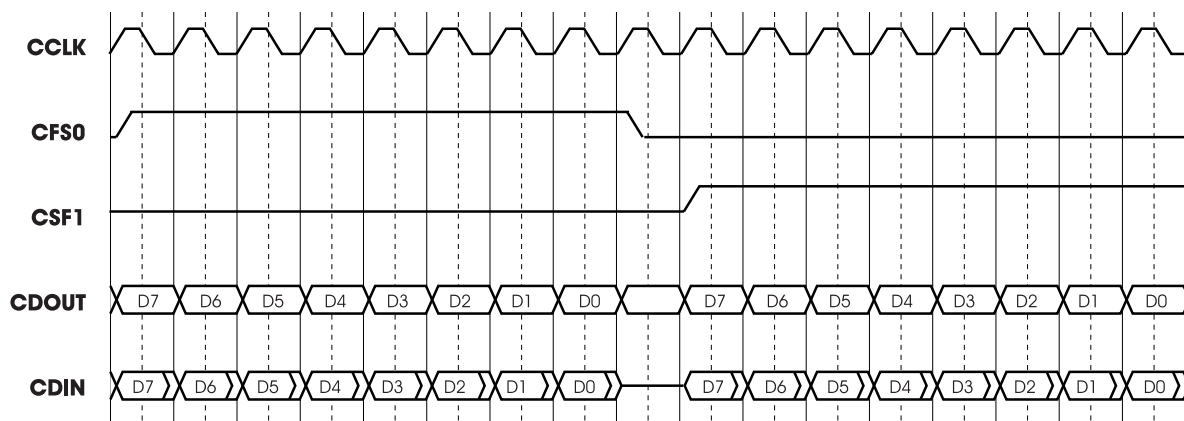 CCLK
CFS0
CSF1
CDOUT D7 D6 D5 D4 D3 D2 D1 D0 D7 D6 D5 D4 D3 D2 D1 D0
CDIN D7 D6 D5 D4 D3 D2 D1 D0 D7 D6 D5 D4 D3 D2 D1 D0